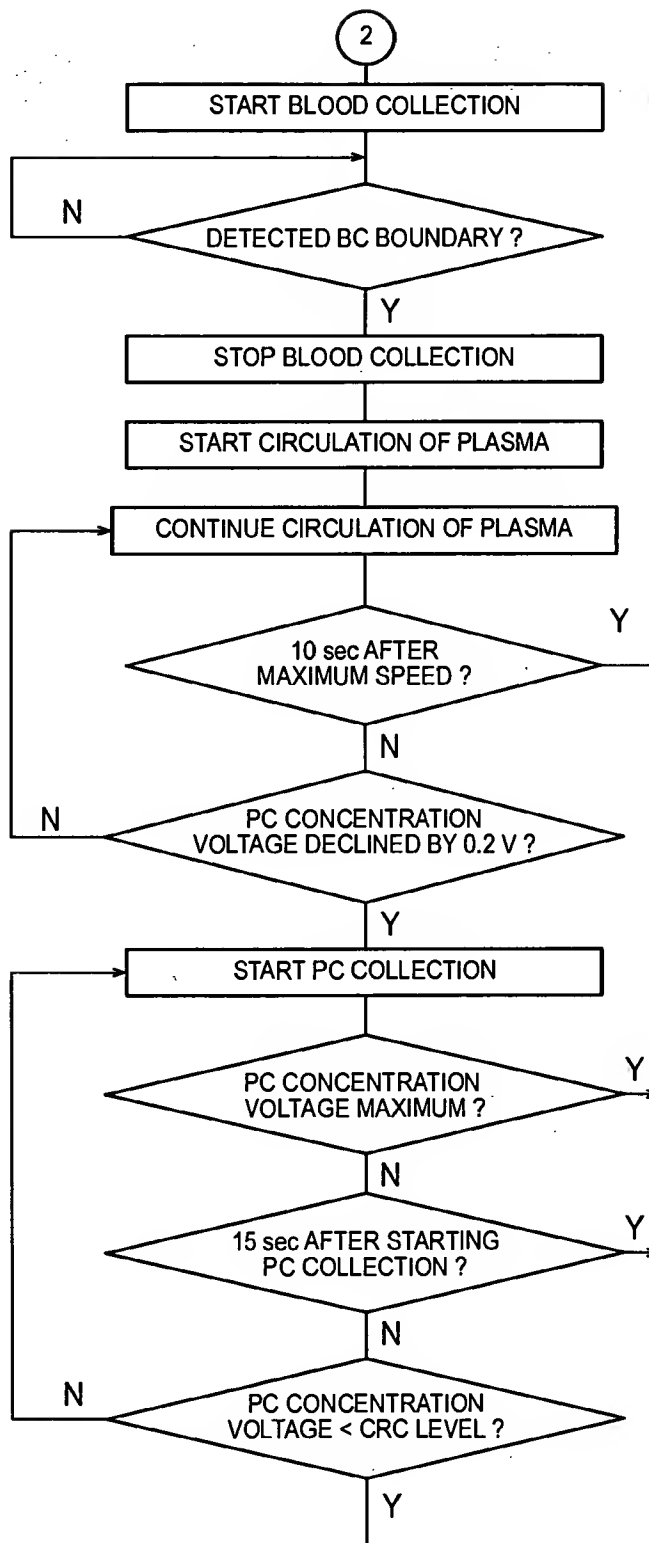 2
START BLOOD COLLECTION
N
DETECTED BC BOUNDARY ?
Y
STOP BLOOD COLLECTION
START CIRCULATION OF PLASMA
CONTINUE CIRCULATION OF PLASMA
Y
10 sec AFTER
MAXIMUM SPEED ?
N
N
PC CONCENTRATION
VOLTAGE DECLINED BY 0.2 V ?
Y
START PC COLLECTION
Y
PC CONCENTRATION
VOLTAGE MAXIMUM ?
N
Y
15 sec AFTER STARTING
PC COLLECTION ?
N
N
PC CONCENTRATION
VOLTAGE < CRC LEVEL ?
Y